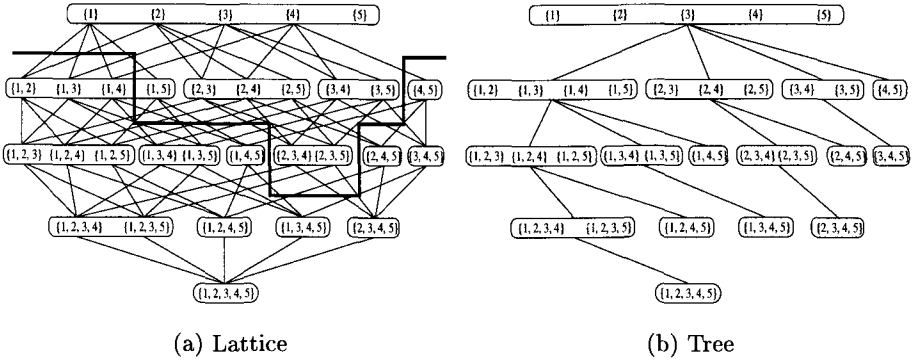 {1} {2} {3} {4} {5}
{1, 2} {1, 3} {1, 4} {1, 5} {2, 3} {2, 4} {2, 5} {3, 4} {3, 5} {4, 5}
{1, 2, 3} {1, 2, 4} {1, 2, 5} {1, 3, 4} {1, 3, 5} {1, 4, 5} {2, 3, 4} {2, 3, 5} {2, 4, 5} {3, 4, 5}
{1, 2, 3, 4} {1, 2, 3, 5} {1, 2, 4, 5} {1, 3, 4, 5} {2, 3, 4, 5}
{1, 2, 3, 4, 5}
(a) Lattice
{1} {2} {3} {4} {5}
{1, 2} {1, 3} {1, 4} {1, 5} {2, 3} {2, 4} {2, 5} {3, 4} {3, 5} {4, 5}
{1, 2, 3} {1, 2, 4} {1, 2, 5} {1, 3, 4} {1, 3, 5} {1, 4, 5} {2, 3, 4} {2, 3, 5} {2, 4, 5} {3, 4, 5}
{1, 2, 3, 4} {1, 2, 3, 5} {1, 2, 4, 5} {1, 3, 4, 5} {2, 3, 4, 5}
{1, 2, 3, 4, 5}
(b) Tree